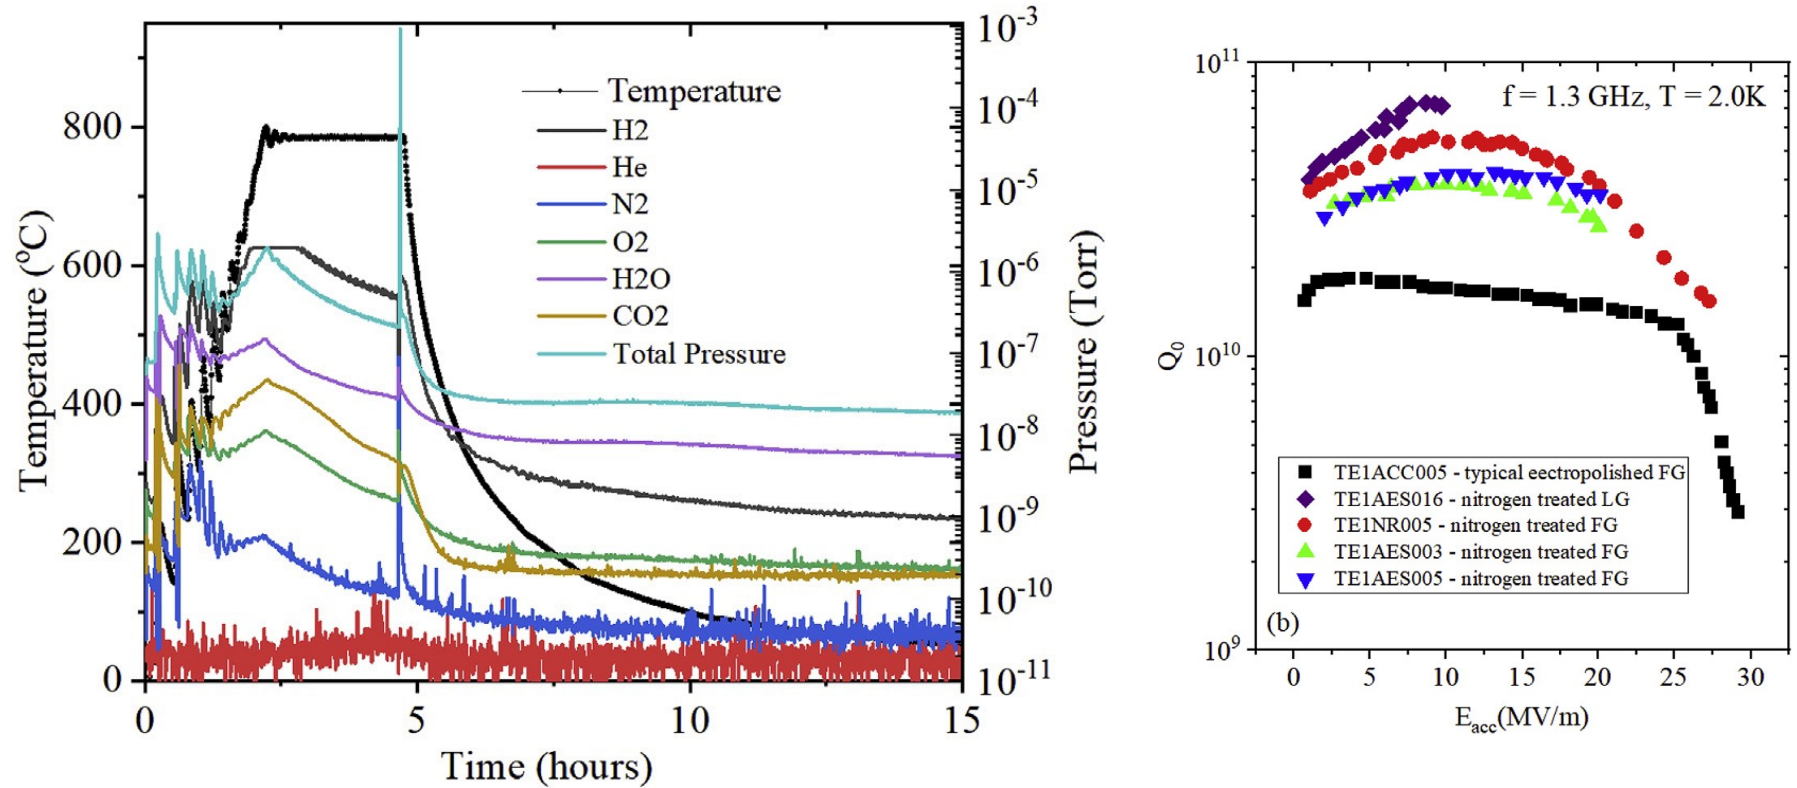 Temperature (°C)
800
600
400
200
0
Temperature
H2
He
N2
O2
H2O
CO2
Total Pressure
10-3
10-4
10-5
10-6
10-7
10-8
10-9
10-10
10-11
Pressure (Torr)
0 5 10 15
Time (hours)
Q0
1011
1010
109
f = 1.3 GHz, T = 2.0K
TE1ACC005 - typical eectropolished FG
TE1AES016 - nitrogen treated LG
TE1NR005 - nitrogen treated FG
TE1AES003 - nitrogen treated FG
TE1AES005 - nitrogen treated FG
(b)
0 5 10 15 20 25 30
Eacc(MV/m)